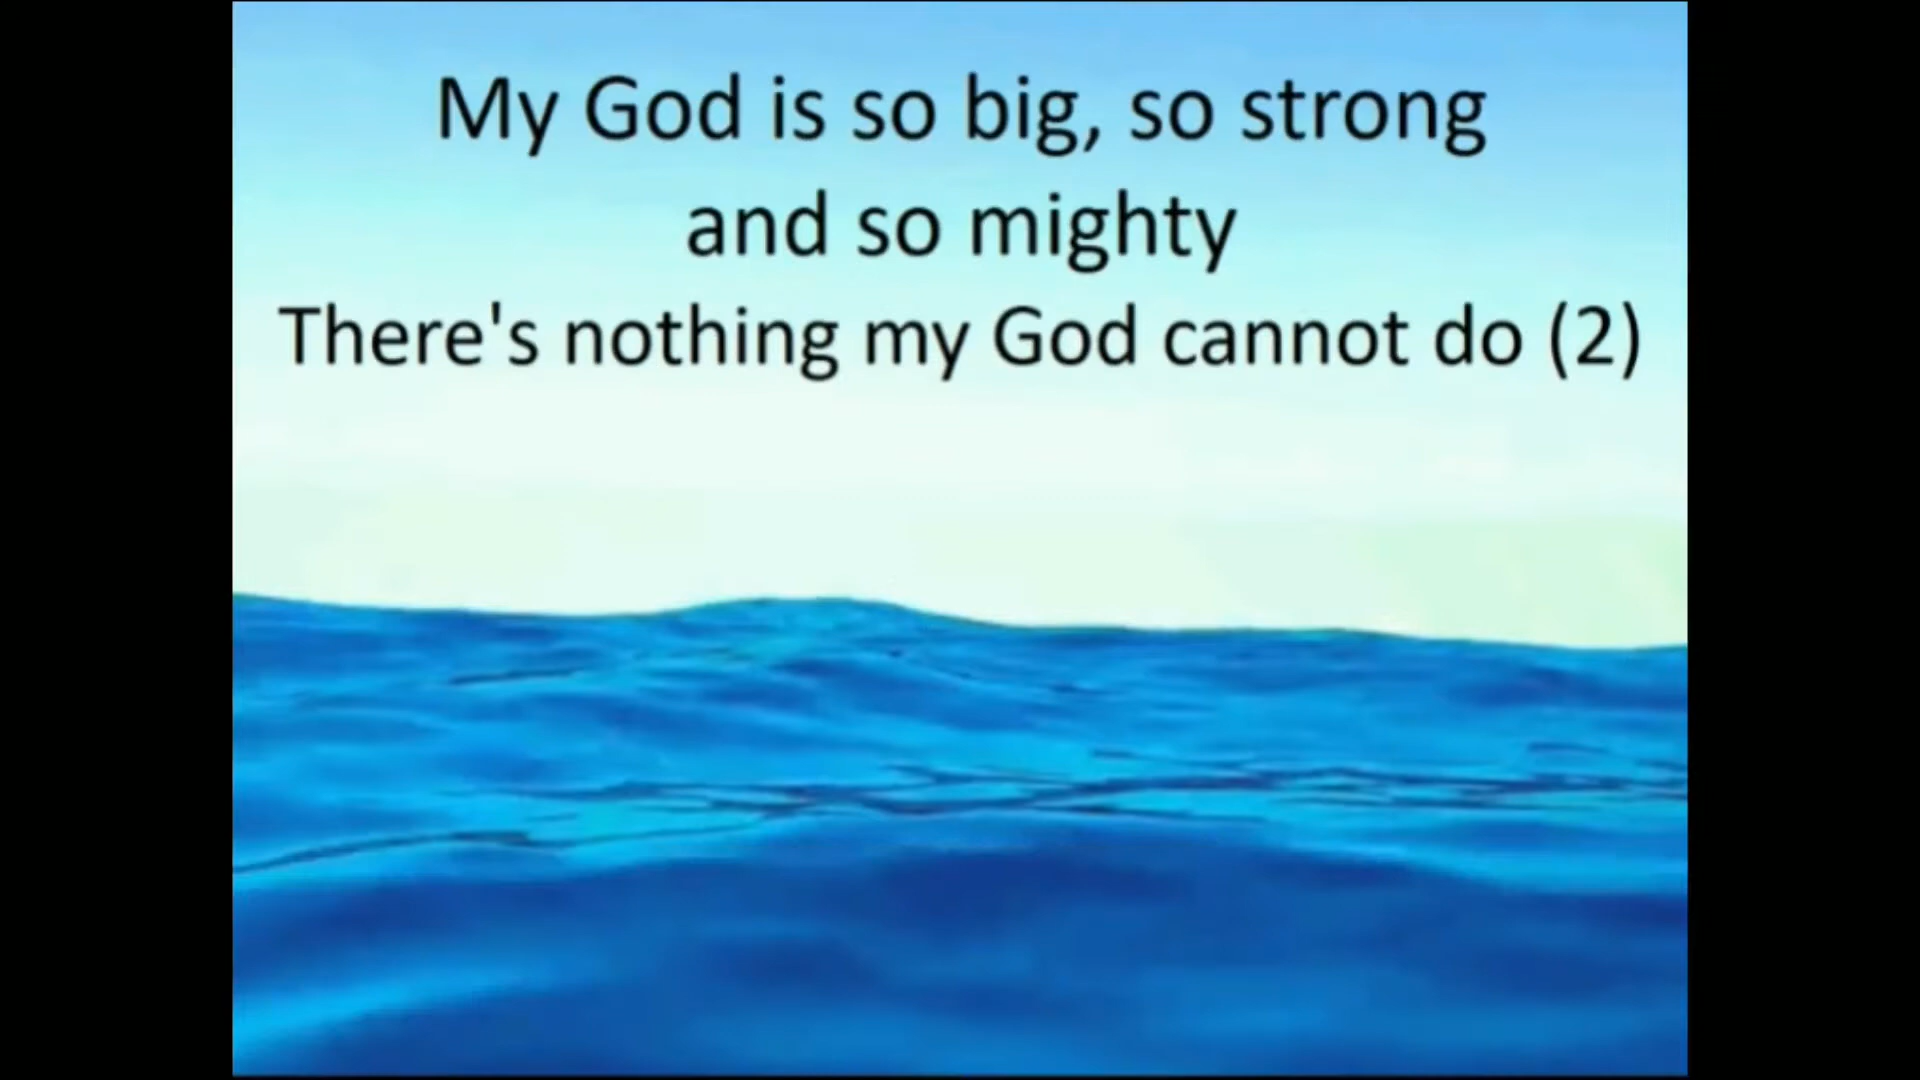 My God is so big, so strong
and so mighty
There's nothing my God cannot do (2)